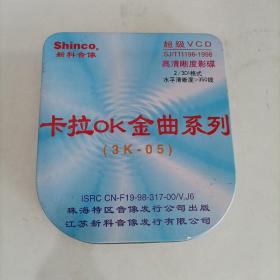 Shinco®
新科音像
超级VCD
SJ/T11196-1998
高清晰度影碟
2/3D1格式
水平清晰度>350线
卡拉OK金曲系列
(3K-05)
ISRC CN-F19-98-317-00/V.J6
珠海特区音像发行公司出版
江苏新科音像发行有限公司